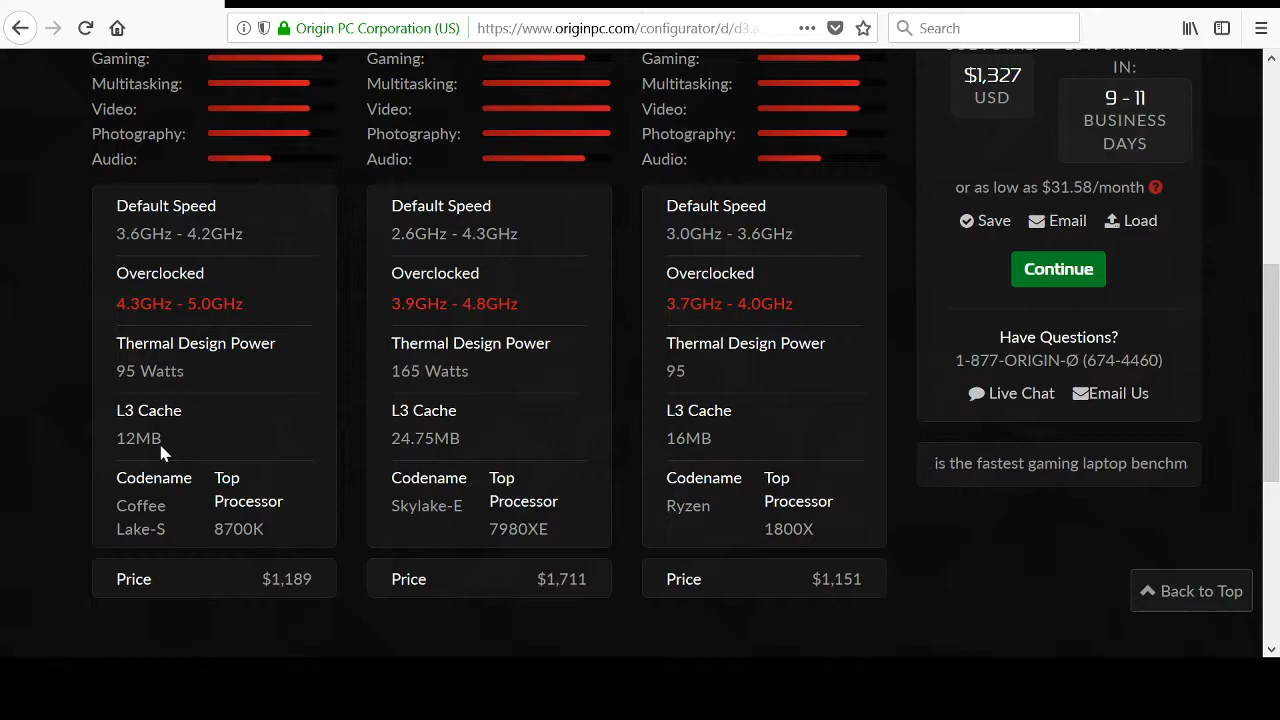 Origin PC Corporation (US)
https://www.originpc.com/configurator/d/d3.a
Search
Gaming:
Multitasking:
Video:
Photography:
Audio:
Default Speed
3.6GHz - 4.2GHz
Overclocked
4.3GHz - 5.0GHz
Thermal Design Power
95 Watts
L3 Cache
12MB
Codename
Coffee
Lake-S
Top
Processor
8700K
Price
$1,189
Gaming:
Multitasking:
Video:
Photography:
Audio:
Default Speed
2.6GHz - 4.3GHz
Overclocked
3.9GHz - 4.8GHz
Thermal Design Power
165 Watts
L3 Cache
24.75MB
Codename
Skylake-E
Top
Processor
7980XE
Price
$1,711
Gaming:
Multitasking:
Video:
Photography:
Audio:
Default Speed
3.0GHz - 3.6GHz
Overclocked
3.7GHz - 4.0GHz
Thermal Design Power
95
L3 Cache
16MB
Codename
Ryzen
Top
Processor
1800X
Price
$1,151
$1,327
USD
IN:
9 - 11
BUSINESS
DAYS
or as low as $31.58/month ?
Save
Email
Load
Continue
Have Questions?
1-877-ORIGIN-Ø (674-4460)
Live Chat
Email Us
is the fastest gaming laptop benchm
Back to Top